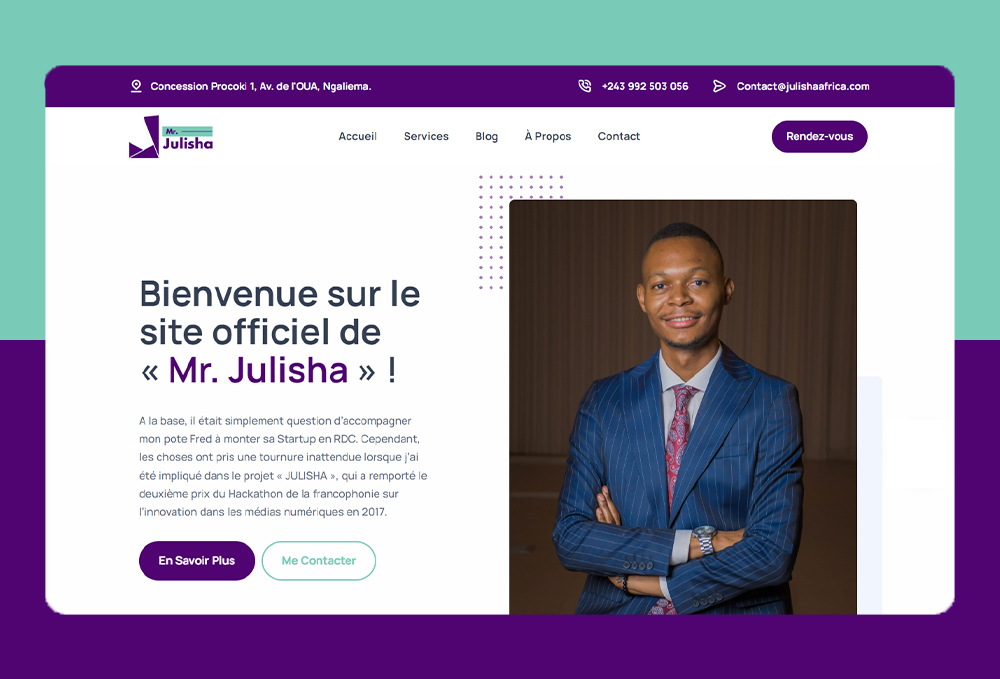 Concession Procoki 1, Av. de l'OUA, Ngaliema.
+243 992 503 056
Contact@julishaafrica.com
Mr.
Julisha
Accueil
Services
Blog
À Propos
Contact
Rendez-vous
Bienvenue sur le
site officiel de
« Mr. Julisha » !
A la base, il était simplement question d'accompagner
mon pote Fred à monter sa Startup en RDC. Cependant,
les choses ont pris une tournure inattendue lorsque j'ai
été impliqué dans le projet « JULISHA », qui a remporté le
deuxième prix du Hackathon de la francophonie sur
l'innovation dans les médias numériques en 2017.
En Savoir Plus
Me Contacter